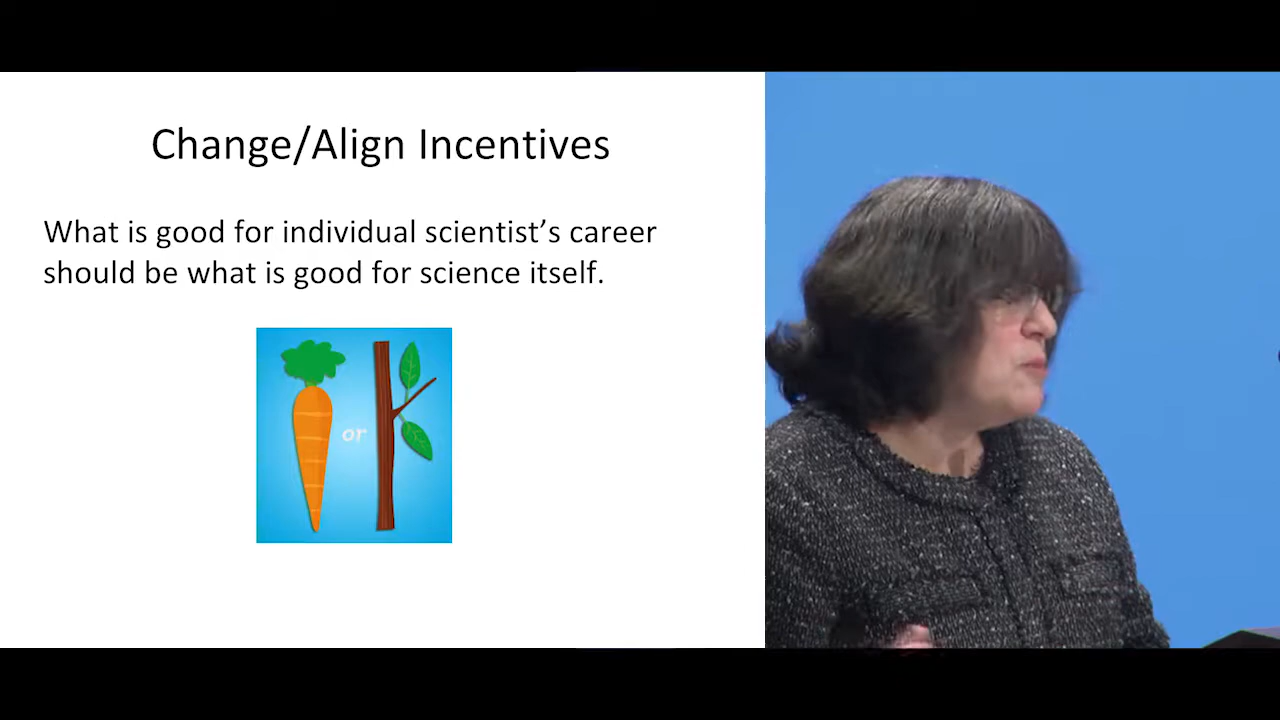 Change/Align Incentives
What is good for individual scientist’s career
should be what is good for science itself.
or